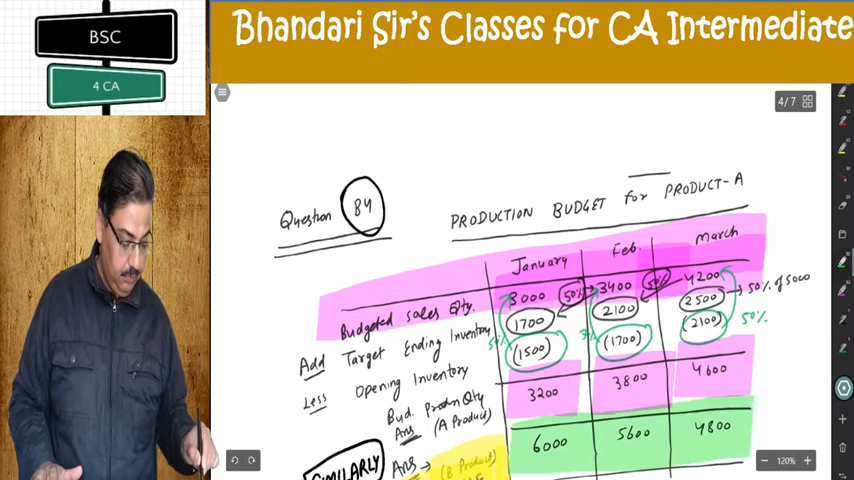 Bhandari Sir's Classes for CA Intermediate
BSC
4 CA
4/7
Question 84
PRODUCTION BUDGET for PRODUCT-A
January Feb. March
Budgeted Sales Qty. 3000 50% 3400 50% 4200
Add Target Ending Inventory 1700 2100 2500 50% of 5000
Less Opening Inventory 50% (1500) (1700) (2100) 50%
Bud. Prodn Qty 3200 3800 4600
Ans (A Product)
SIMILARLY Ans → (B Product) 6000 5600 4800
120%